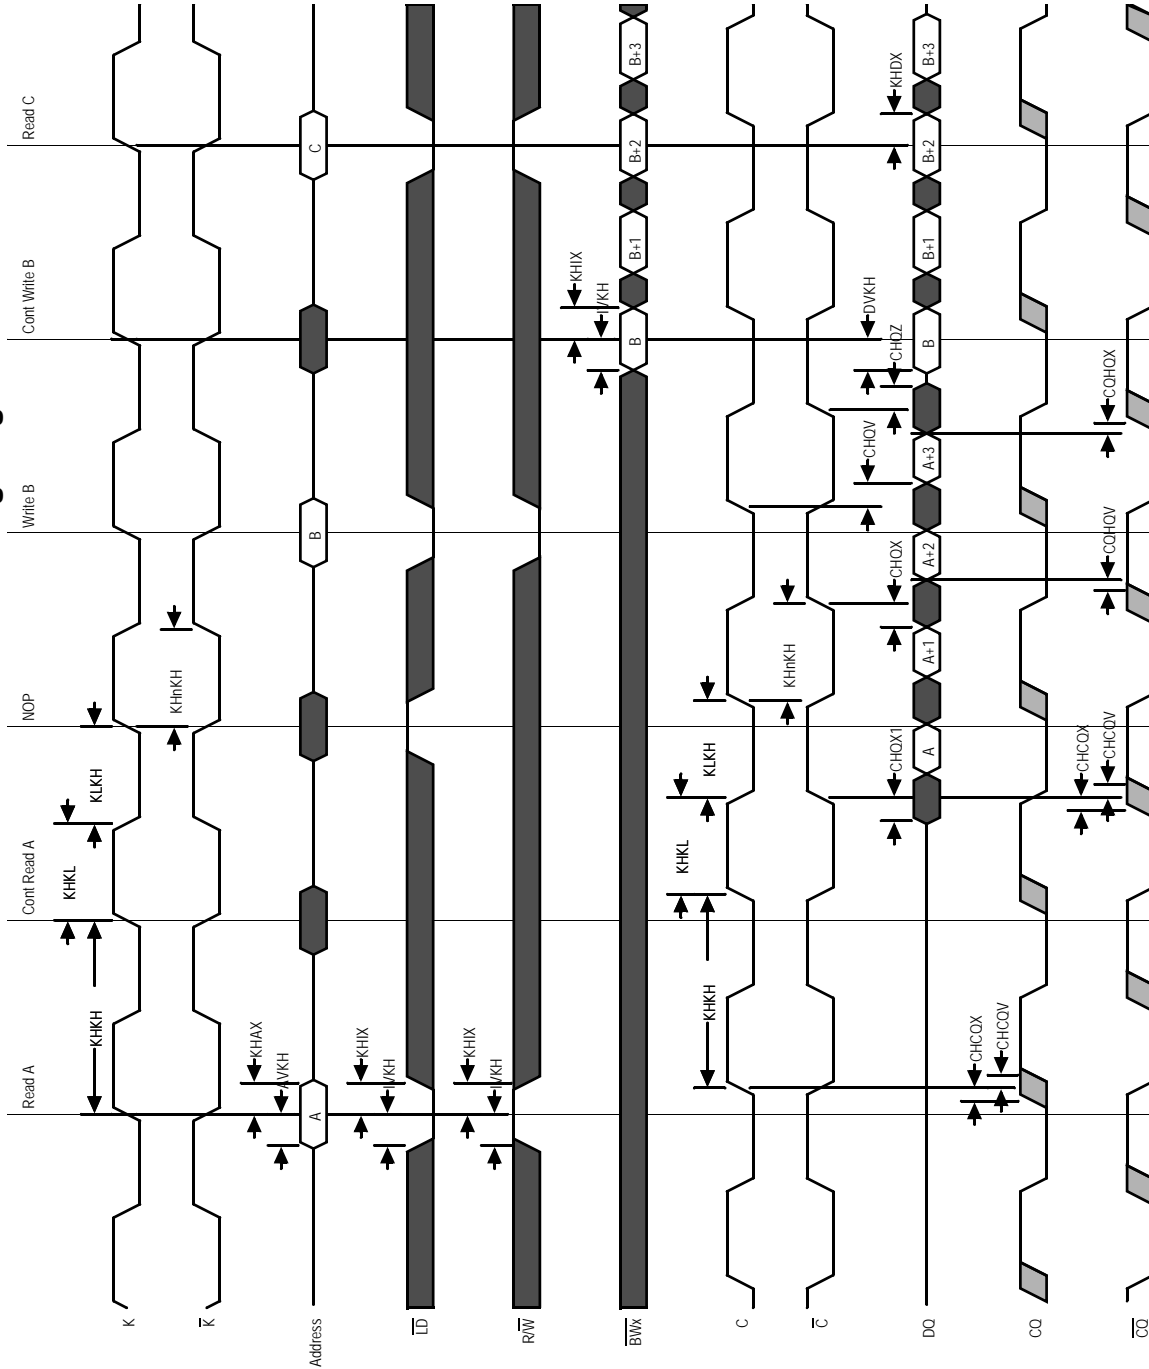 Read A
Cont Read A
NOP
Write B
Cont Write B
Read C
K
KHKH
KHKL
KLKH
K
KHnKH
Address
A
B
C
KHAX
AVKH
LD
KHIX
IVKH
R/W
KHIX
IVKH
BWx
B
B+1
B+2
B+3
KHIX
IVKH
C
KHKH
KHKL
KLKH
C
KHnKH
DQ
A
A+1
A+2
A+3
B
B+1
B+2
B+3
CHQX1
CHQX
CHQV
CHQZ
DVKH
KHDX
CQ
CHCQX
CHCQV
CQ
CHCQX
CHCQV
CQHQV
CQHQX